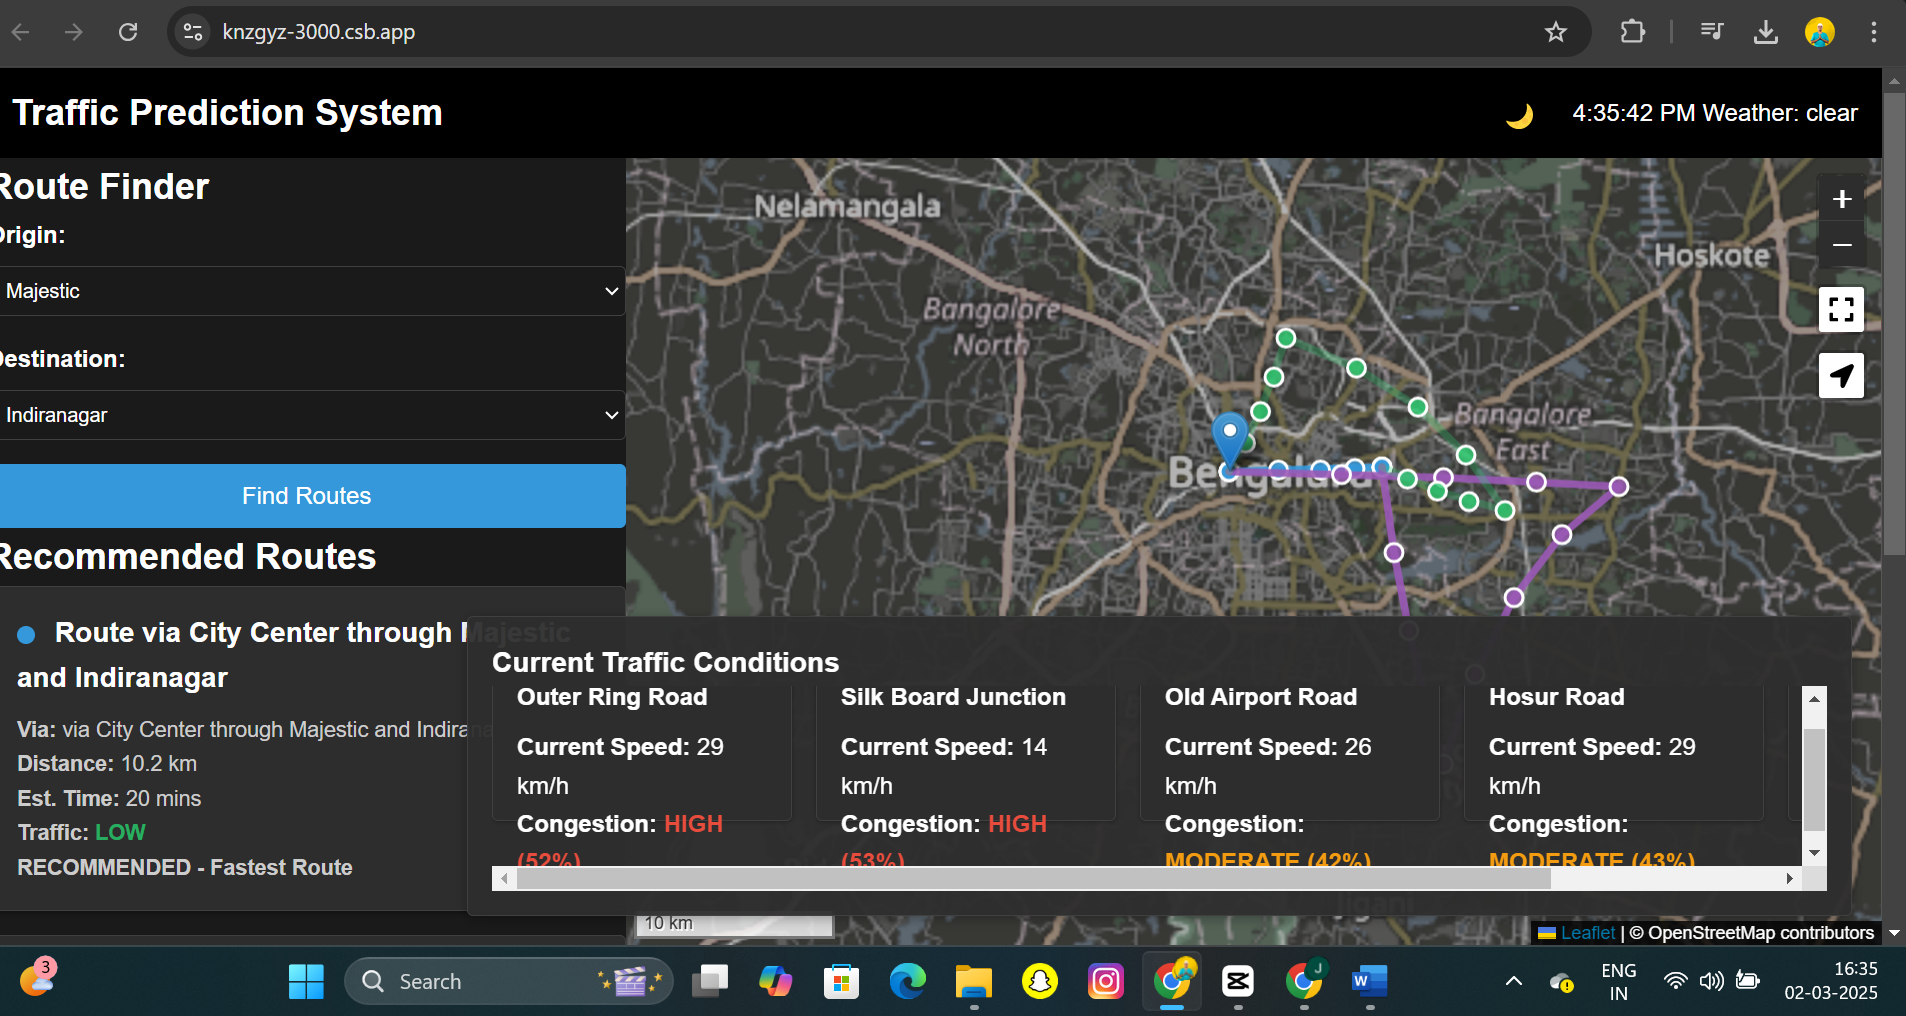 knzgyz-3000.csb.app
Traffic Prediction System
4:35:42 PM Weather: clear
Route Finder
Origin:
Majestic
Destination:
Indiranagar
Find Routes
Recommended Routes
Route via City Center through Majestic
and Indiranagar
Via: via City Center through Majestic and Indirana
Distance: 10.2 km
Est. Time: 20 mins
Traffic: LOW
RECOMMENDED - Fastest Route
Nelamangala
Hoskote
Bangalore
North
Bangalore
East
Bengaluru
+
−
Current Traffic Conditions
Outer Ring Road
Current Speed: 29
km/h
Congestion: HIGH
(52%)
Silk Board Junction
Current Speed: 14
km/h
Congestion: HIGH
(53%)
Old Airport Road
Current Speed: 26
km/h
Congestion:
MODERATE (42%)
Hosur Road
Current Speed: 29
km/h
Congestion:
MODERATE (43%)
Jigani
10 km
Leaflet | © OpenStreetMap contributors
3
Search
J
W
ENG
IN
16:35
02-03-2025